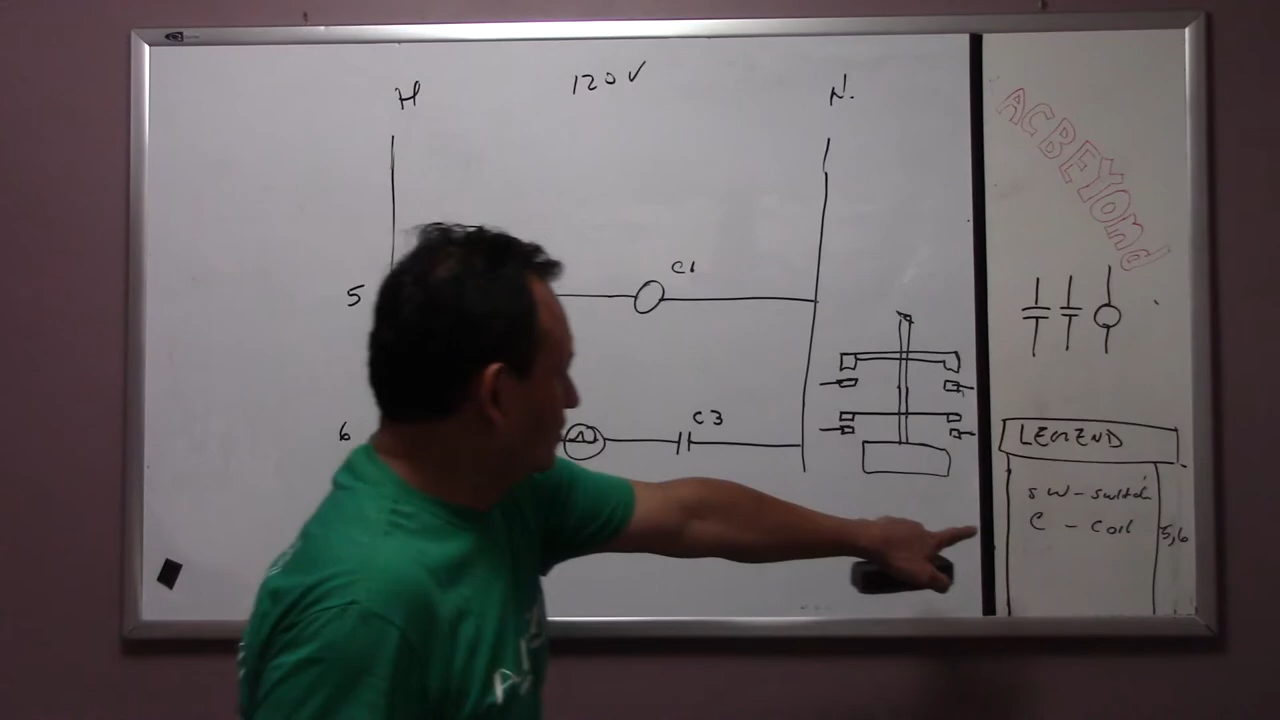 H 120V N.
ACBEYOnd
5 C1
6 C3
LEGEND
SW-switch
C - coil 5,6